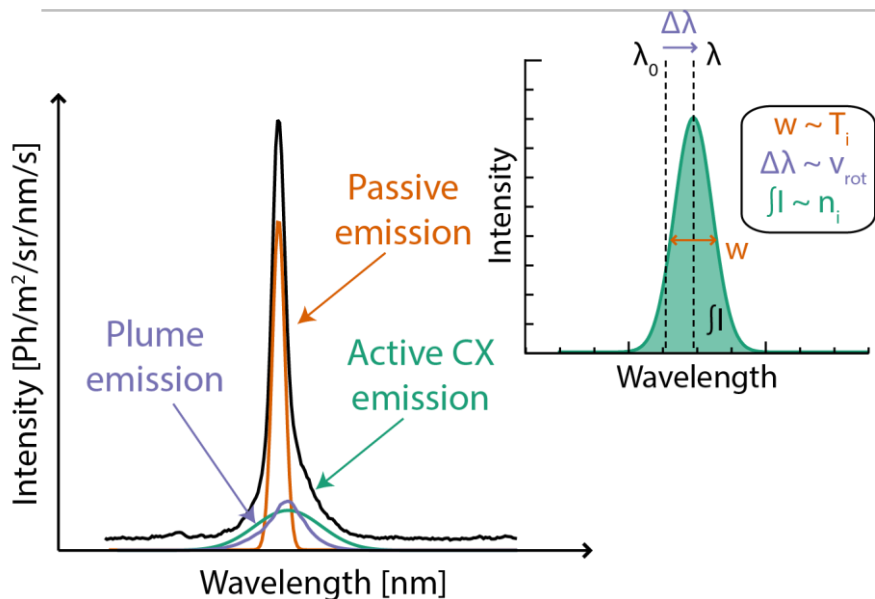 Intensity [Ph/m²/sr/nm/s]
Passive
emission
Plume
emission
Active CX
emission
Wavelength [nm]
Δλ
λ₀
λ
Intensity
w
∫I
Wavelength
w ~ Tᵢ
Δλ ~ v_rot
∫I ~ nᵢ